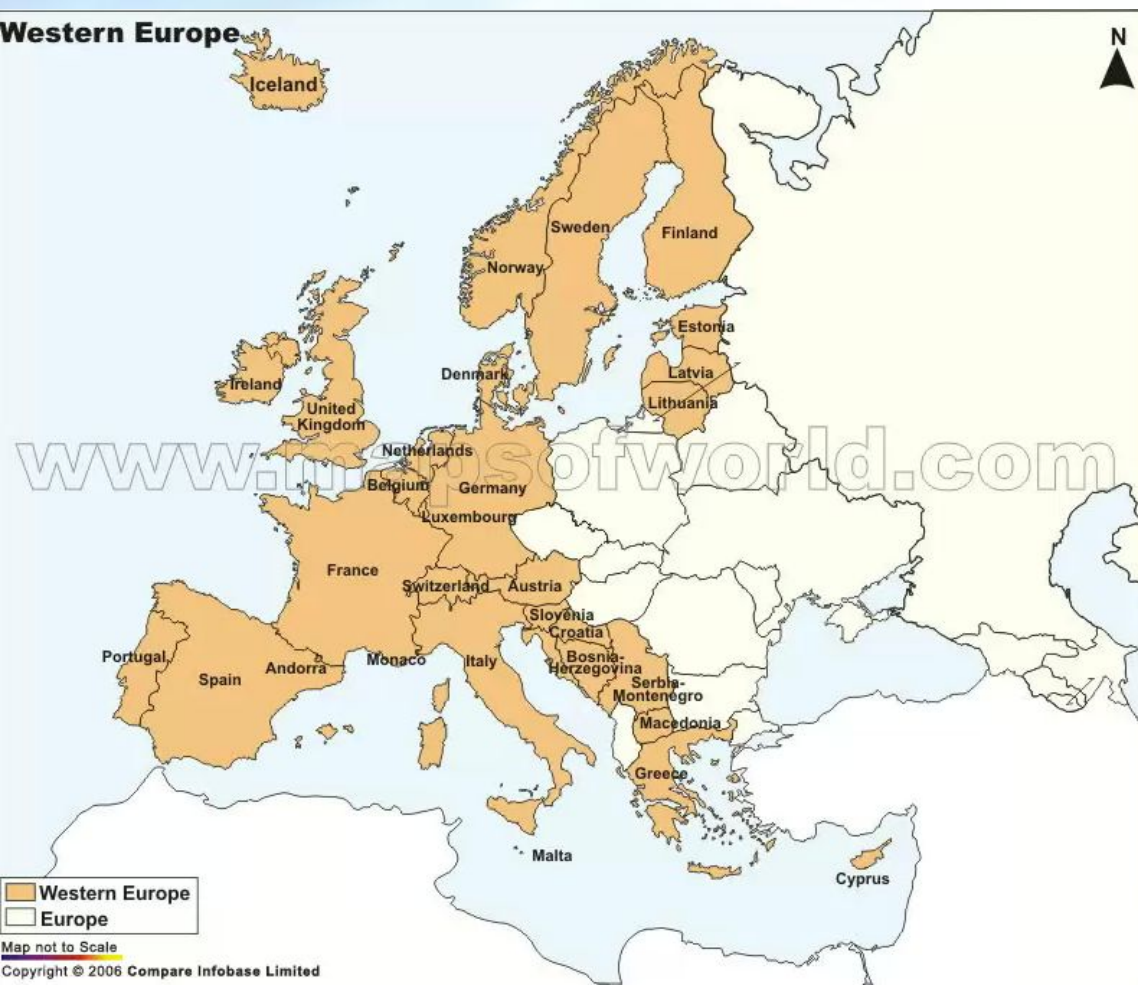 Western Europe
N
Iceland
Sweden
Finland
Norway
Estonia
Denmark
Latvia
Ireland
Lithuania
United
Kingdom
Netherlands
www.mapsofworld.com
Belgium
Germany
Luxembourg
France
Switzerland
Austria
Slovenia
Croatia
Portugal
Andorra
Monaco
Italy
Bosnia-
Herzegovina
Spain
Serbia-
Montenegro
Macedonia
Greece
Malta
Cyprus
Western Europe
Europe
Map not to Scale
Copyright © 2006 Compare Infobase Limited